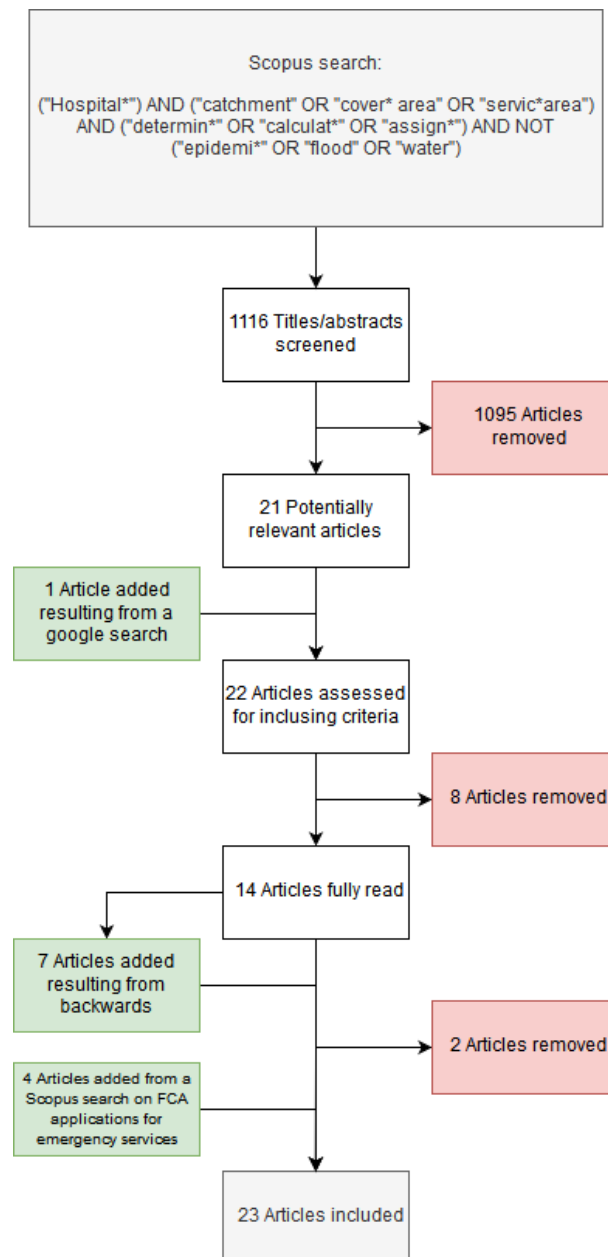 Scopus search:
("Hospital*") AND ("catchment" OR "cover* area" OR "servic*area")
AND ("determin*" OR "calculat*" OR "assign*") AND NOT
("epidemi*" OR "flood" OR "water")
1116 Titles/abstracts
screened
1095 Articles
removed
21 Potentially
relevant articles
1 Article added
resulting from a
google search
22 Articles assessed
for inclusing criteria
8 Articles removed
14 Articles fully read
7 Articles added
resulting from
backwards
2 Articles removed
4 Articles added from a
Scopus search on FCA
applications for
emergency services
23 Articles included